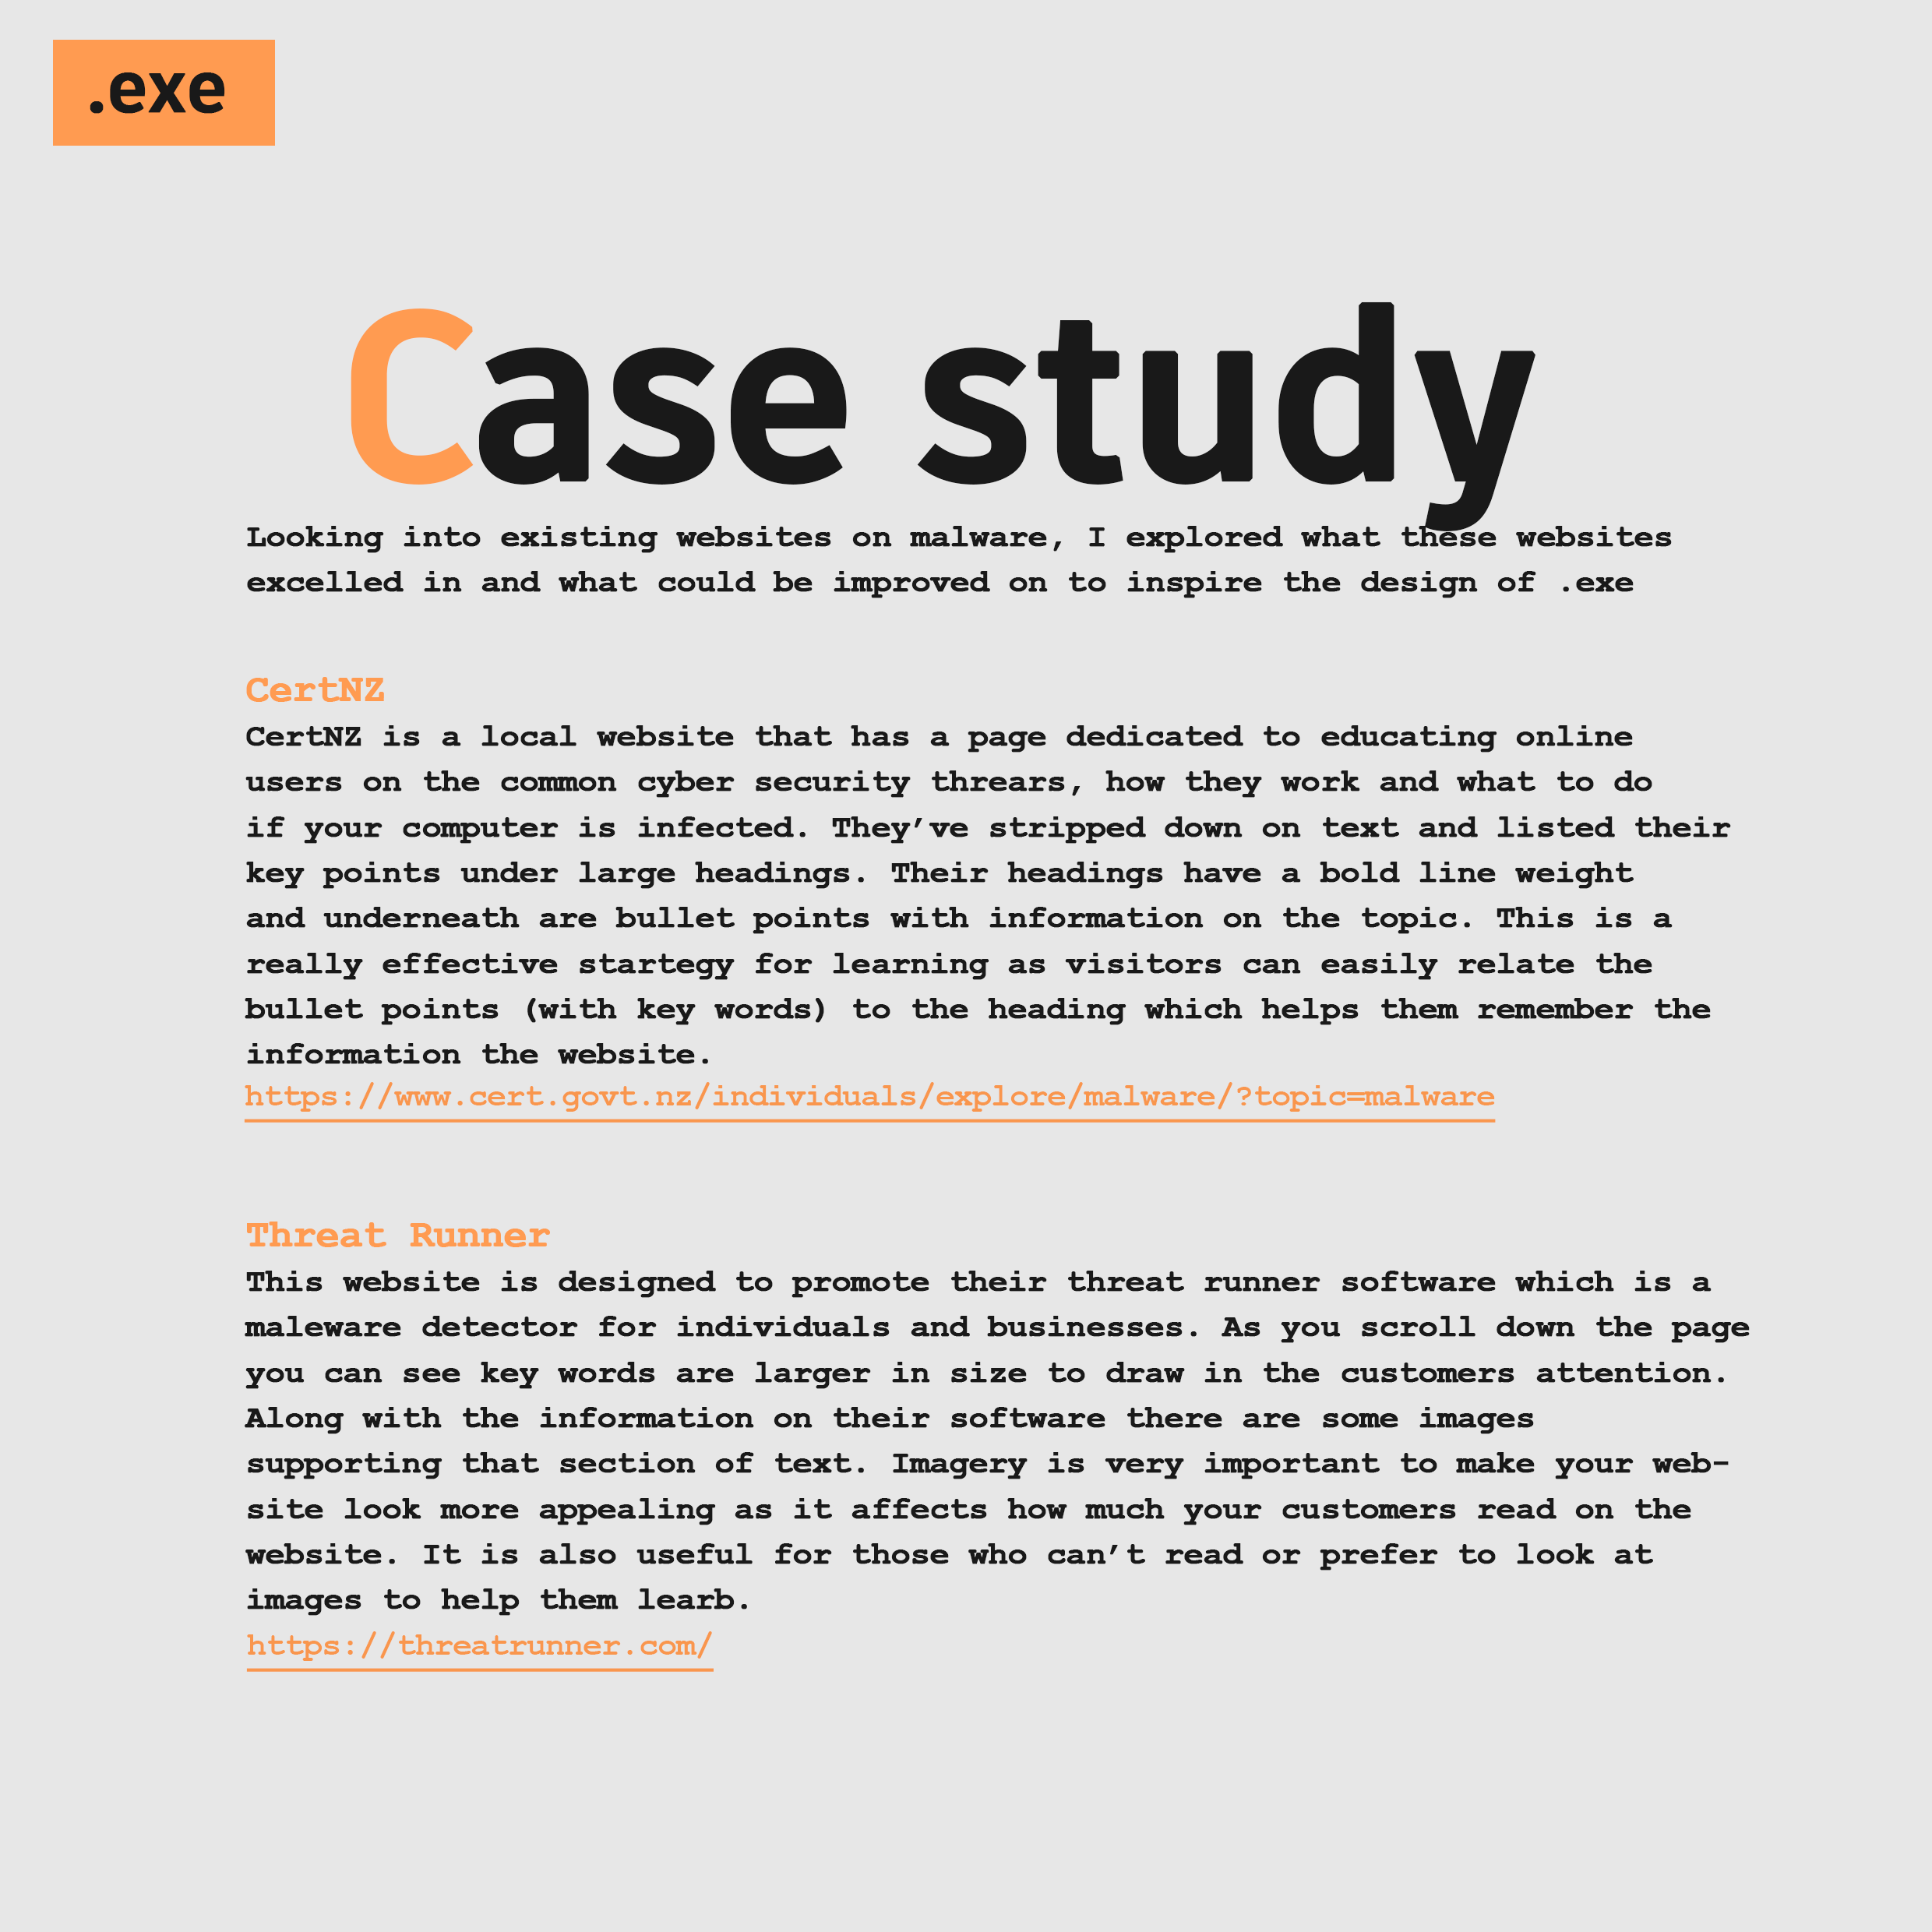 .exe
Case study
Looking into existing websites on malware, I explored what these websites
excelled in and what could be improved on to inspire the design of .exe
CertNZ
CertNZ is a local website that has a page dedicated to educating online
users on the common cyber security threars, how they work and what to do
if your computer is infected. They’ve stripped down on text and listed their
key points under large headings. Their headings have a bold line weight
and underneath are bullet points with information on the topic. This is a
really effective startegy for learning as visitors can easily relate the
bullet points (with key words) to the heading which helps them remember the
information the website.
https://www.cert.govt.nz/individuals/explore/malware/?topic=malware
Threat Runner
This website is designed to promote their threat runner software which is a
maleware detector for individuals and businesses. As you scroll down the page
you can see key words are larger in size to draw in the customers attention.
Along with the information on their software there are some images
supporting that section of text. Imagery is very important to make your web-
site look more appealing as it affects how much your customers read on the
website. It is also useful for those who can’t read or prefer to look at
images to help them learb.
https://threatrunner.com/